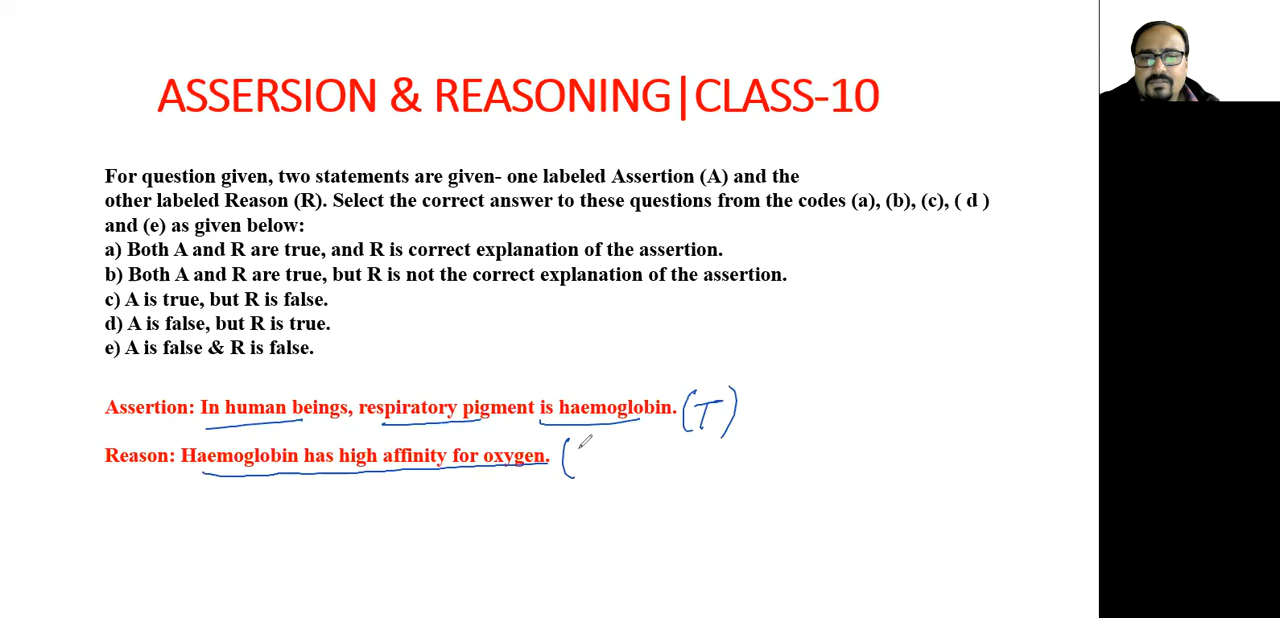 ASSERSION & REASONING|CLASS-10
For question given, two statements are given- one labeled Assertion (A) and the
other labeled Reason (R). Select the correct answer to these questions from the codes (a), (b), (c), ( d )
and (e) as given below:
a) Both A and R are true, and R is correct explanation of the assertion.
b) Both A and R are true, but R is not the correct explanation of the assertion.
c) A is true, but R is false.
d) A is false, but R is true.
e) A is false & R is false.
Assertion: In human beings, respiratory pigment is haemoglobin. (T)
Reason: Haemoglobin has high affinity for oxygen. (